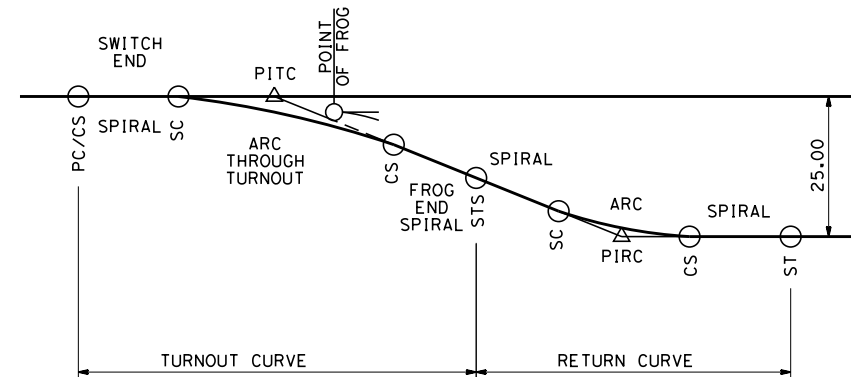 SWITCH
END
POINT
OF FROG
PITC
PC/CS
SPIRAL
SC
ARC
THROUGH
TURNOUT
CS
SPIRAL
FROG
END
SPIRAL
STS
SC
ARC
PIRC
SPIRAL
CS
ST
25.00
TURNOUT CURVE
RETURN CURVE